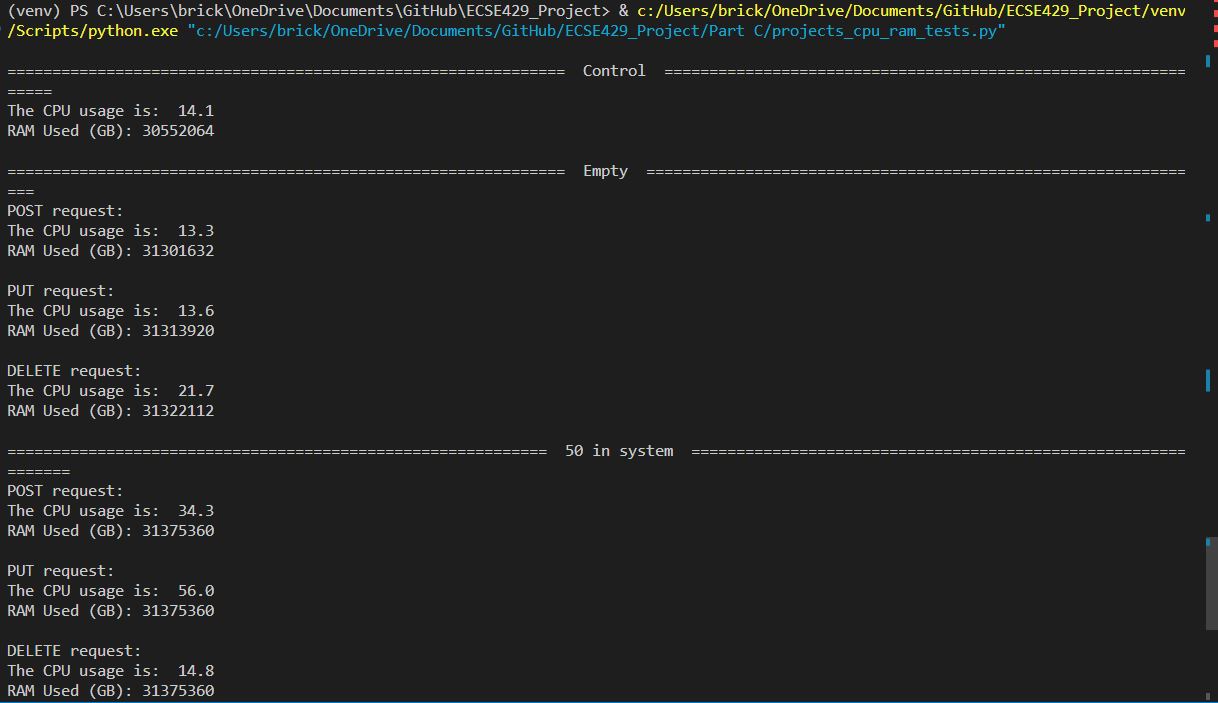 (venv) PS C:\Users\brick\OneDrive\Documents\GitHub\ECSE429_Project> & c:/Users/brick/OneDrive/Documents/GitHub/ECSE429_Project/venv
/Scripts/python.exe "c:/Users/brick/OneDrive/Documents/GitHub/ECSE429_Project/Part C/projects_cpu_ram_tests.py"
==============================================================  Control  ==========================================================
=====
The CPU usage is:  14.1
RAM Used (GB): 30552064
==============================================================  Empty  ============================================================
===
POST request:
The CPU usage is:  13.3
RAM Used (GB): 31301632
PUT request:
The CPU usage is:  13.6
RAM Used (GB): 31313920
DELETE request:
The CPU usage is:  21.7
RAM Used (GB): 31322112
============================================================  50 in system  =======================================================
=======
POST request:
The CPU usage is:  34.3
RAM Used (GB): 31375360
PUT request:
The CPU usage is:  56.0
RAM Used (GB): 31375360
DELETE request:
The CPU usage is:  14.8
RAM Used (GB): 31375360